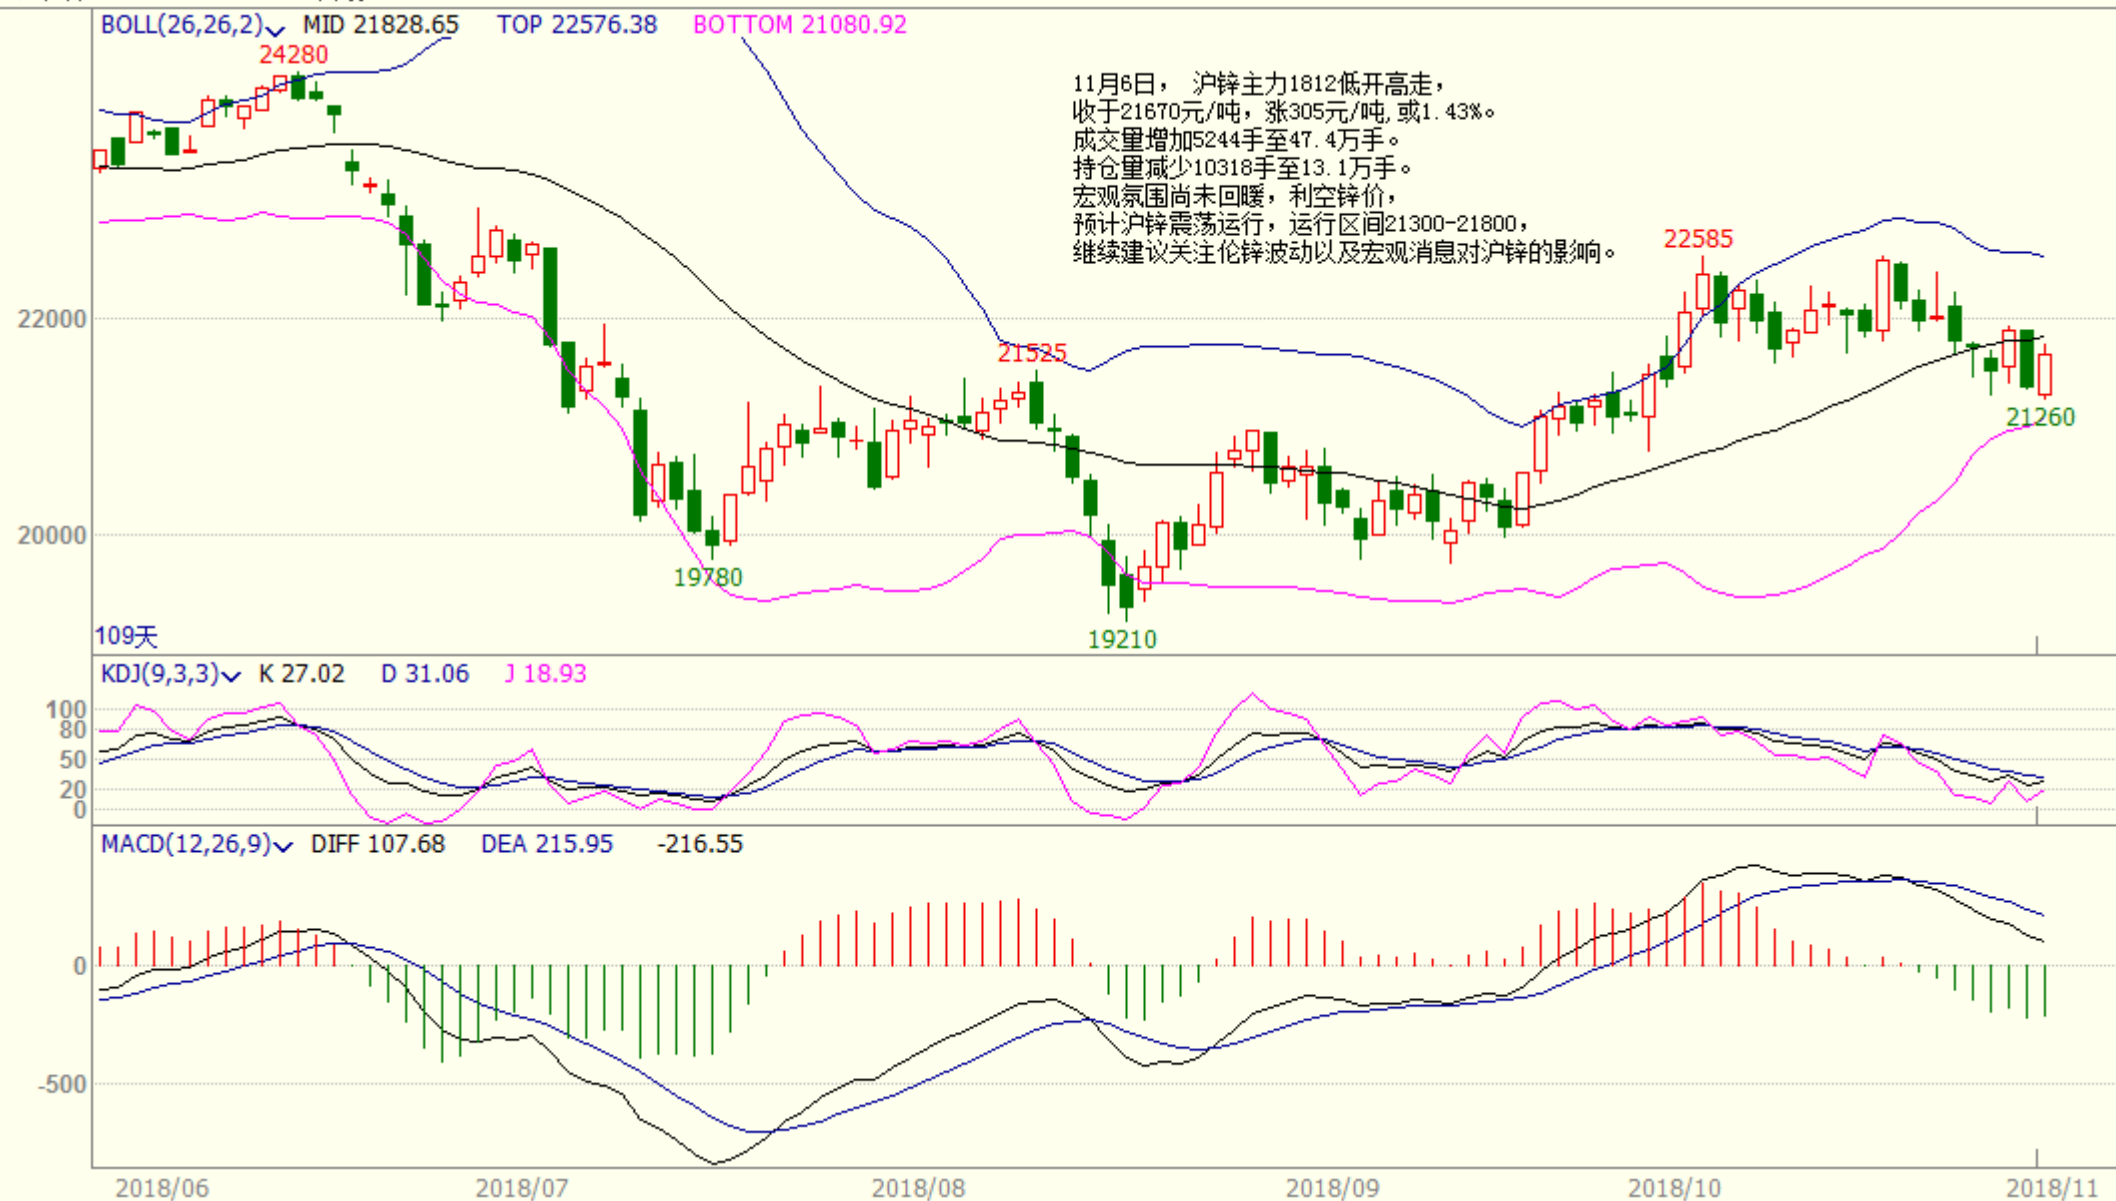 BOLL(26,26,2) MID 21828.65 TOP 22576.38 BOTTOM 21080.92
24280
11月6日， 沪锌主力1812低开高走，
收于21670元/吨，涨305元/吨,或1.43%。
成交量增加5244手至47.4万手。
持仓量减少10318手至13.1万手。
宏观氛围尚未回暖，利空锌价，
预计沪锌震荡运行，运行区间21300-21800，
继续建议关注伦锌波动以及宏观消息对沪锌的影响。
22585
22000
21525
21260
20000
19780
19210
109天
KDJ(9,3,3) K 27.02 D 31.06 J 18.93
100
80
50
20
0
MACD(12,26,9) DIFF 107.68 DEA 215.95 -216.55
0
-500
2018/06 2018/07 2018/08 2018/09 2018/10 2018/11